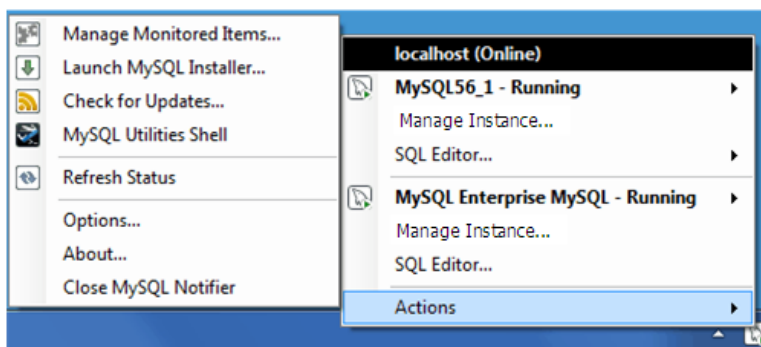 Manage Monitored Items...
Launch MySQL Installer...
Check for Updates...
MySQL Utilities Shell
Refresh Status
Options...
About...
Close MySQL Notifier
localhost (Online)
MySQL56_1 - Running
Manage Instance...
SQL Editor...
MySQL Enterprise MySQL - Running
Manage Instance...
SQL Editor...
Actions